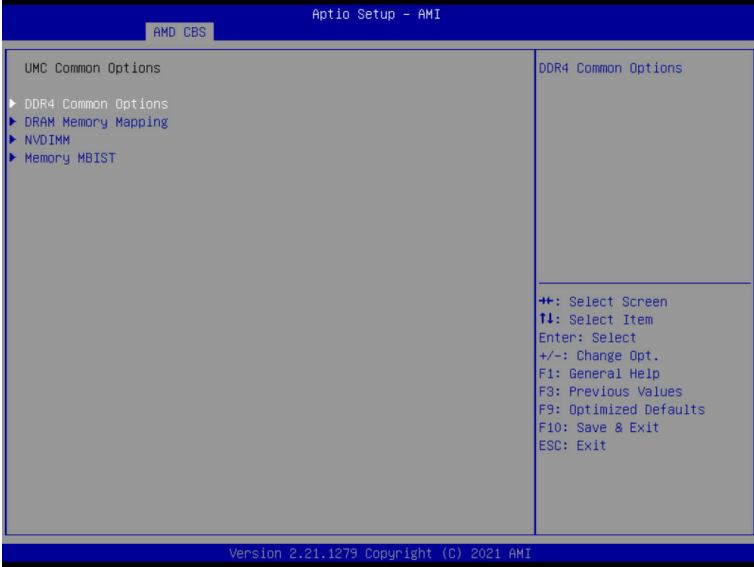 Aptio Setup - AMI
AMD CBS
UMC Common Options
DDR4 Common Options
DRAM Memory Mapping
NVDIMM
Memory MBIST
DDR4 Common Options
→←: Select Screen
↑↓: Select Item
Enter: Select
+/-: Change Opt.
F1: General Help
F3: Previous Values
F9: Optimized Defaults
F10: Save & Exit
ESC: Exit
Version 2.21.1279 Copyright (C) 2021 AMI